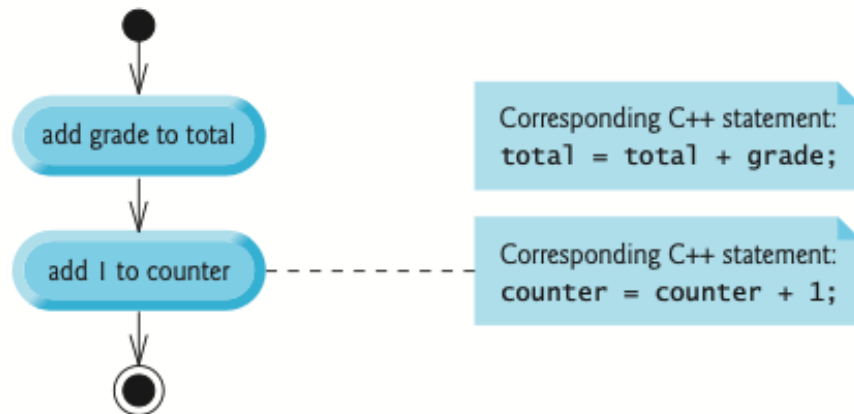 add grade to total
Corresponding C++ statement:
total = total + grade;
add 1 to counter
Corresponding C++ statement:
counter = counter + 1;